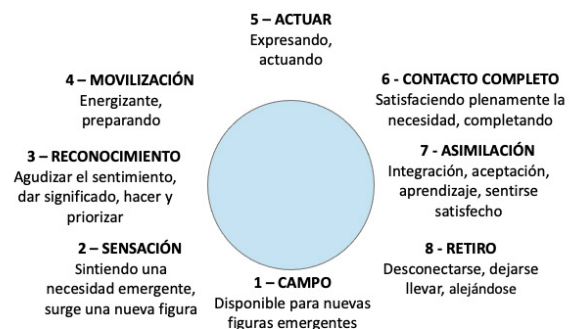 5 – ACTUAR
Expresando,
actuando
4 – MOVILIZACIÓN
Energizante,
preparando
6 - CONTACTO COMPLETO
Satisfaciendo plenamente la
necesidad, completando
3 – RECONOCIMIENTO
Agudizar el sentimiento,
dar significado, hacer y
priorizar
7 - ASIMILACIÓN
Integración, aceptación,
aprendizaje, sentirse
satisfecho
2 – SENSACIÓN
Sintiendo una
necesidad emergente,
surge una nueva figura
8 - RETIRO
Desconectarse, dejarse
llevar, alejándose
1 – CAMPO
Disponible para nuevas
figuras emergentes